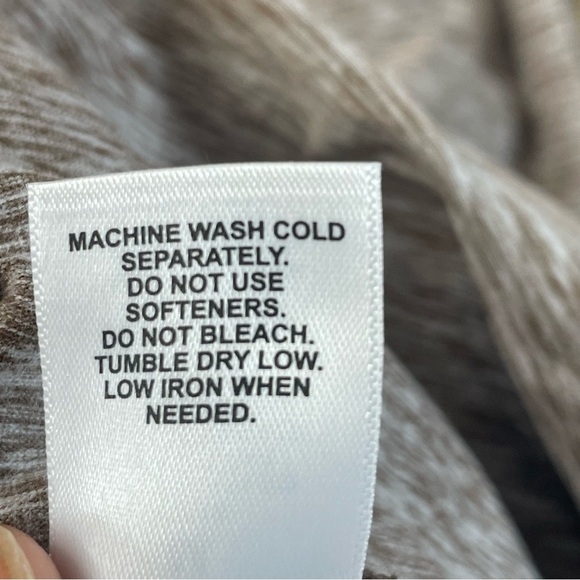 MACHINE WASH COLD
SEPARATELY.
DO NOT USE
SOFTENERS.
DO NOT BLEACH.
TUMBLE DRY LOW.
LOW IRON WHEN
NEEDED.